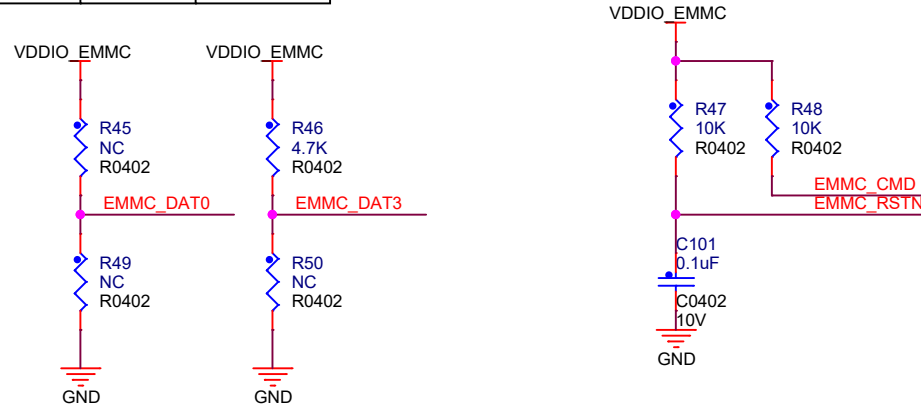 VDDIO_EMMC
R45
NC
R0402
EMMC_DAT0
R49
NC
R0402
GND
VDDIO_EMMC
R46
4.7K
R0402
EMMC_DAT3
R50
NC
R0402
GND
VDDIO_EMMC
R47
10K
R0402
R48
10K
R0402
EMMC_CMD
EMMC_RSTN
C101
0.1uF
C0402
10V
GND